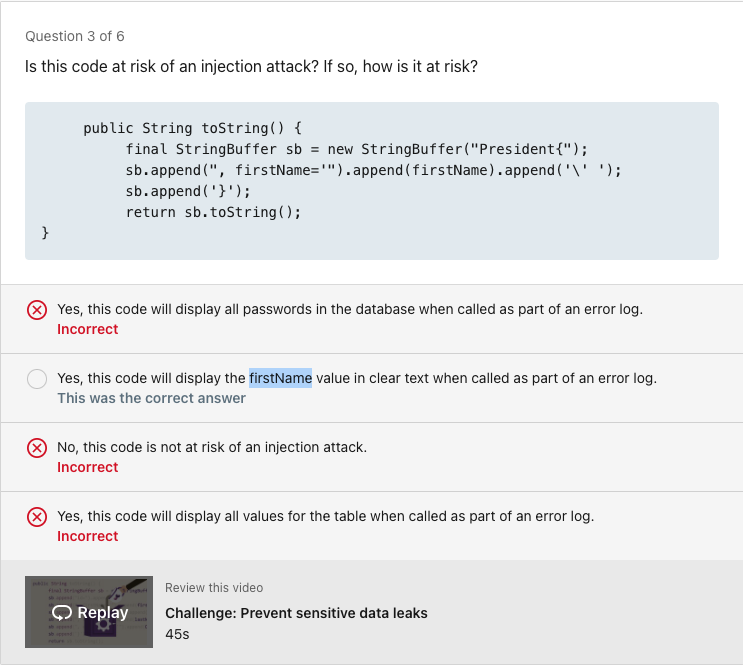 Question 3 of 6
Is this code at risk of an injection attack? If so, how is it at risk?
public String toString() {
final StringBuffer sb = new StringBuffer("President{");
sb.append(", firstName='").append(firstName).append('\' ');
sb.append('}');
return sb.toString();
}
Yes, this code will display all passwords in the database when called as part of an error log.
Incorrect
Yes, this code will display the firstName value in clear text when called as part of an error log.
This was the correct answer
No, this code is not at risk of an injection attack.
Incorrect
Yes, this code will display all values for the table when called as part of an error log.
Incorrect
Replay
Review this video
Challenge: Prevent sensitive data leaks
45s